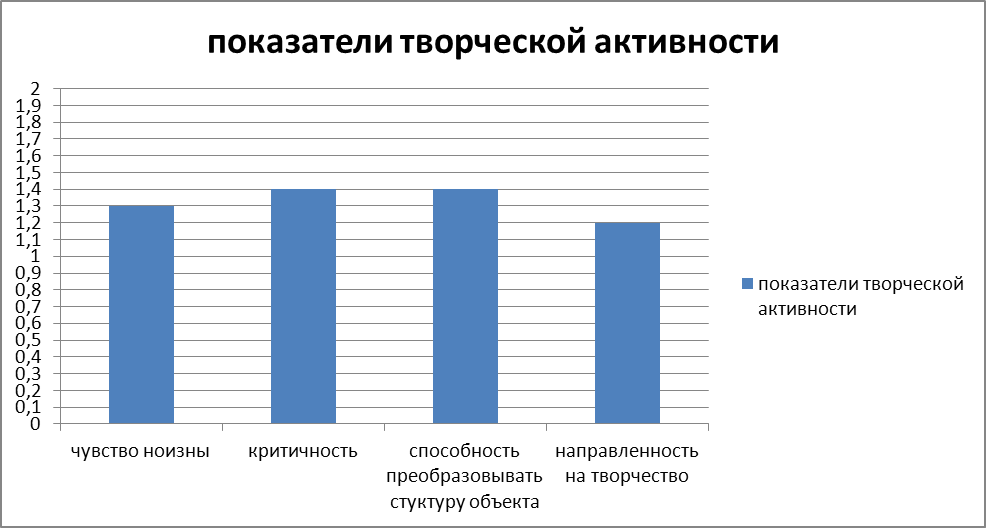 показатели творческой активности
2
1,9
1,8
1,7
1,6
1,5
1,4
1,3
1,2
1,1
1
0,9
0,8
0,7
0,6
0,5
0,4
0,3
0,2
0,1
0
чувство ноизны
критичность
способность
преобразовывать
стуктуру объекта
направленность
на творчество
показатели творческой
активности